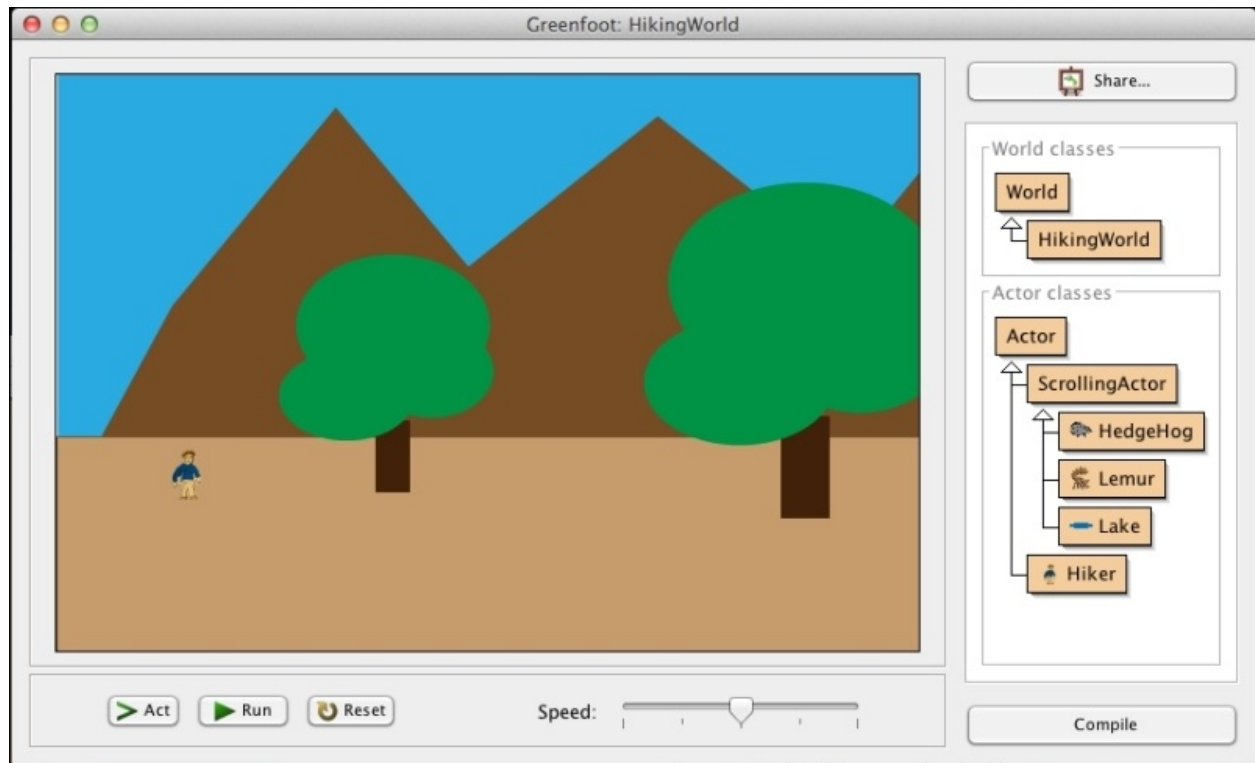 Greenfoot: HikingWorld
Share...
World classes
World
HikingWorld
Actor classes
Actor
ScrollingActor
HedgeHog
Lemur
Lake
Hiker
Act
Run
Reset
Speed:
Compile